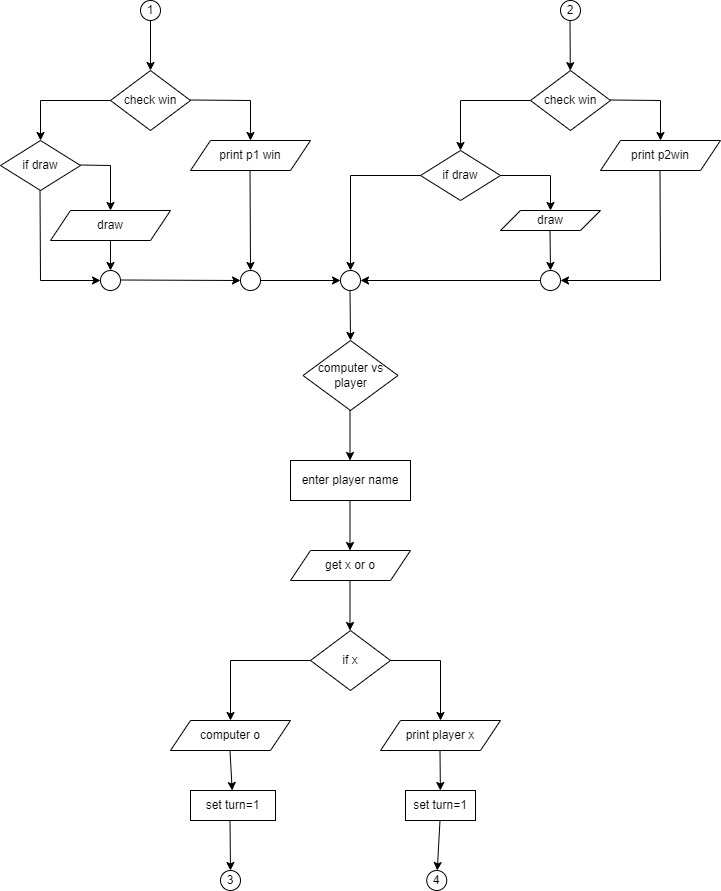 1
2
check win
check win
print p1 win
print p2win
if draw
if draw
draw
draw
computer vs
player
enter player name
get x or o
if x
computer o
print player x
set turn=1
set turn=1
3
4